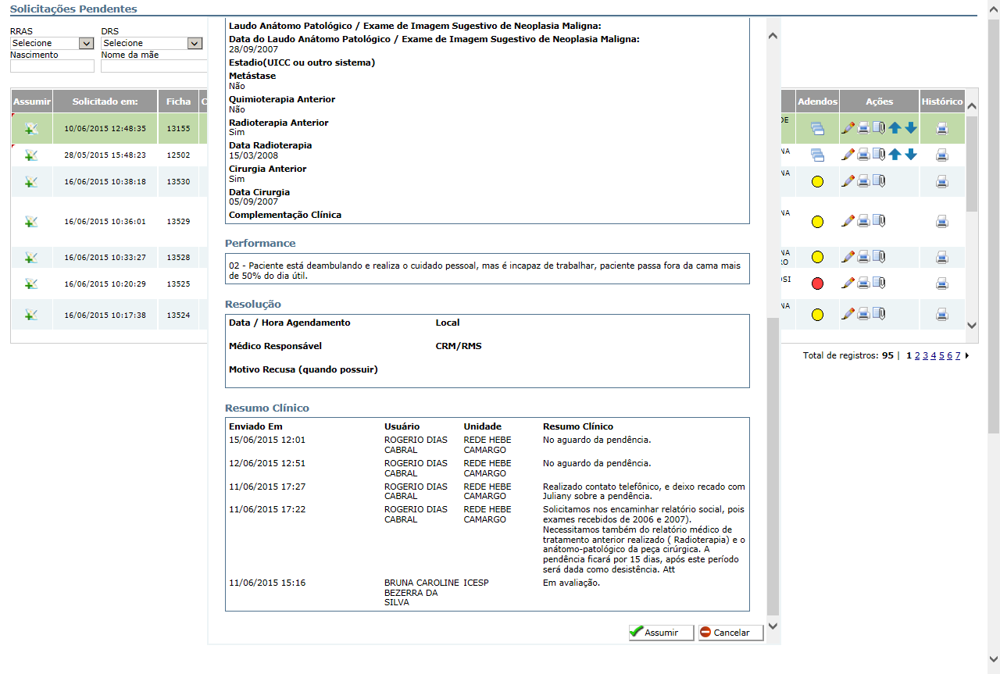 Solicitações Pendentes
RRAS
DRS
Selecione
Selecione
Nascimento
Nome da mãe
Assumir
Solicitado em:
Ficha
Adendos
Ações
Histórico
10/06/2015 12:48:35
13155
DE
28/05/2015 15:48:23
12502
NA
16/06/2015 10:38:18
13530
NA
16/06/2015 10:36:01
13529
NA
16/06/2015 10:33:27
13528
NA
RO
16/06/2015 10:20:29
13525
OSI
16/06/2015 10:17:38
13524
NA
Total de registros: 95 | 1 2 3 4 5 6 7
Laudo Anátomo Patológico / Exame de Imagem Sugestivo de Neoplasia Maligna:
Data do Laudo Anátomo Patológico / Exame de Imagem Sugestivo de Neoplasia Maligna:
28/09/2007
Estadio(UICC ou outro sistema)
Metástase
Não
Quimioterapia Anterior
Não
Radioterapia Anterior
Sim
Data Radioterapia
15/03/2008
Cirurgia Anterior
Sim
Data Cirurgia
05/09/2007
Complementação Clínica
Performance
02 - Paciente está deambulando e realiza o cuidado pessoal, mas é incapaz de trabalhar, paciente passa fora da cama mais
de 50% do dia útil.
Resolução
Data / Hora Agendamento
Local
Médico Responsável
CRM/RMS
Motivo Recusa (quando possuir)
Resumo Clínico
Enviado Em
Usuário
Unidade
Resumo Clínico
15/06/2015 12:01
ROGERIO DIAS
CABRAL
REDE HEBE
CAMARGO
No aguardo da pendência.
12/06/2015 12:51
ROGERIO DIAS
CABRAL
REDE HEBE
CAMARGO
No aguardo da pendência.
11/06/2015 17:27
ROGERIO DIAS
CABRAL
REDE HEBE
CAMARGO
Realizado contato telefônico, e deixo recado com
Juliany sobre a pendência.
11/06/2015 17:22
ROGERIO DIAS
CABRAL
REDE HEBE
CAMARGO
Solicitamos nos encaminhar relatório social, pois
exames recebidos de 2006 e 2007).
Necessitamos também do relatório médico de
tratamento anterior realizado ( Radioterapia) e o
anátomo-patológico da peça cirúrgica. A
pendência ficará por 15 dias, após este período
será dada como desistência. Att
11/06/2015 15:16
BRUNA CAROLINE
BEZERRA DA
SILVA
ICESP
Em avaliação.
Assumir
Cancelar